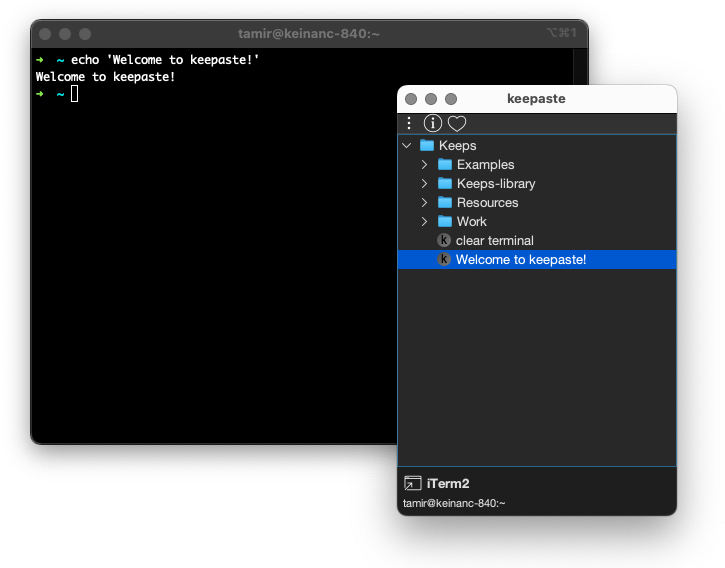 tamir@keinanc-840:~
⌥⌘1
➜ ~ echo 'Welcome to keepaste!'
Welcome to keepaste!
➜ ~
keepaste
Keeps
Examples
Keeps-library
Resources
Work
k clear terminal
k Welcome to keepaste!
iTerm2
tamir@keinanc-840:~